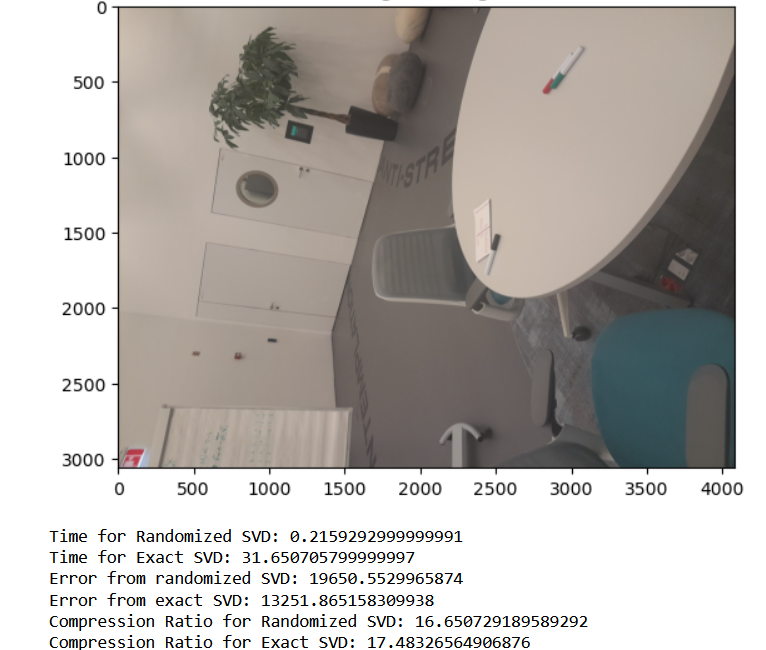 0
500
1000
1500
2000
2500
3000
ANTI-STRE
0 500 1000 1500 2000 2500 3000 3500 4000
Time for Randomized SVD: 0.2159292999999991
Time for Exact SVD: 31.650705799999997
Error from randomized SVD: 19650.5529965874
Error from exact SVD: 13251.865158309938
Compression Ratio for Randomized SVD: 16.650729189589292
Compression Ratio for Exact SVD: 17.48326564906876